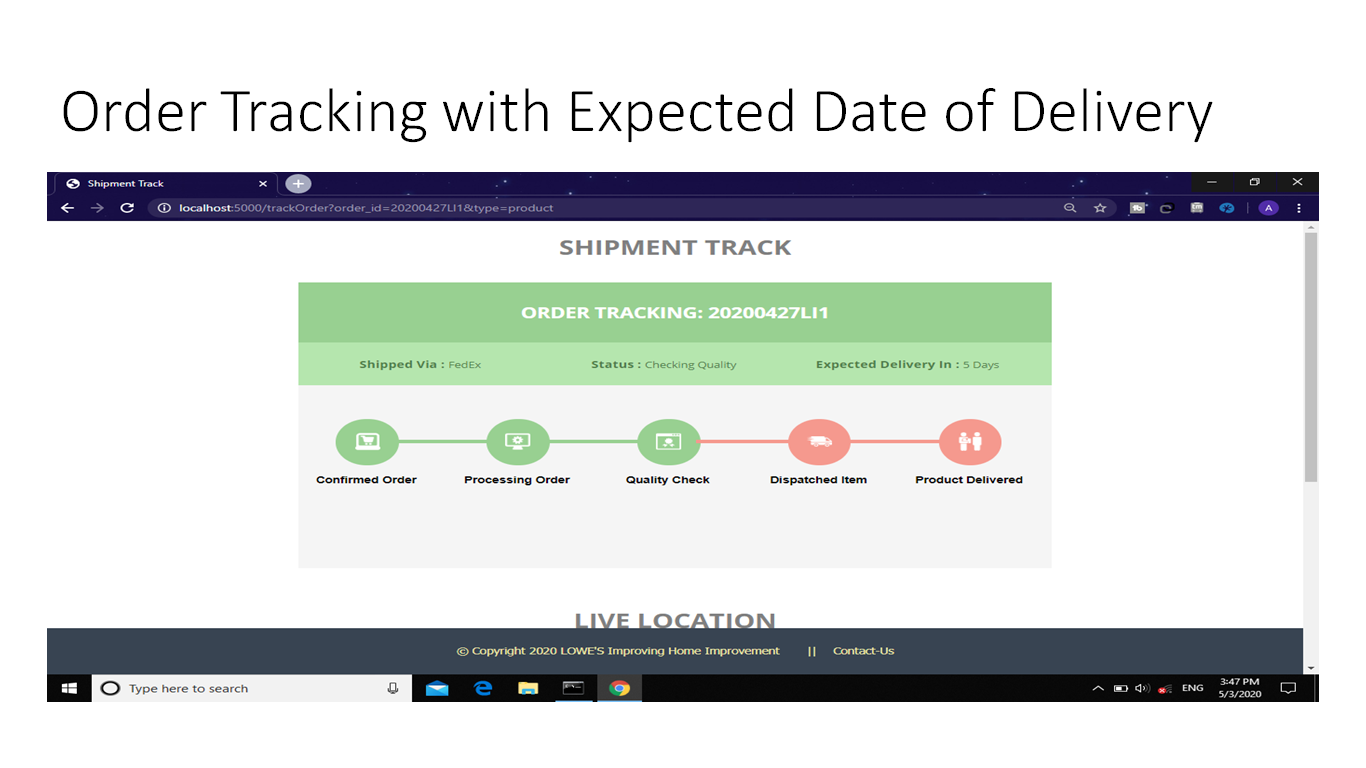 Order Tracking with Expected Date of Delivery
Shipment Track
localhost:5000/trackOrder?order_id=20200427LI1&type=product
A
SHIPMENT TRACK
ORDER TRACKING: 20200427LI1
Shipped Via : FedEx Status : Checking Quality Expected Delivery In : 5 Days
Confirmed Order Processing Order Quality Check Dispatched Item Product Delivered
LIVE LOCATION
© Copyright 2020 LOWE'S Improving Home Improvement || Contact-Us
Type here to search
ENG
3:47 PM
5/3/2020